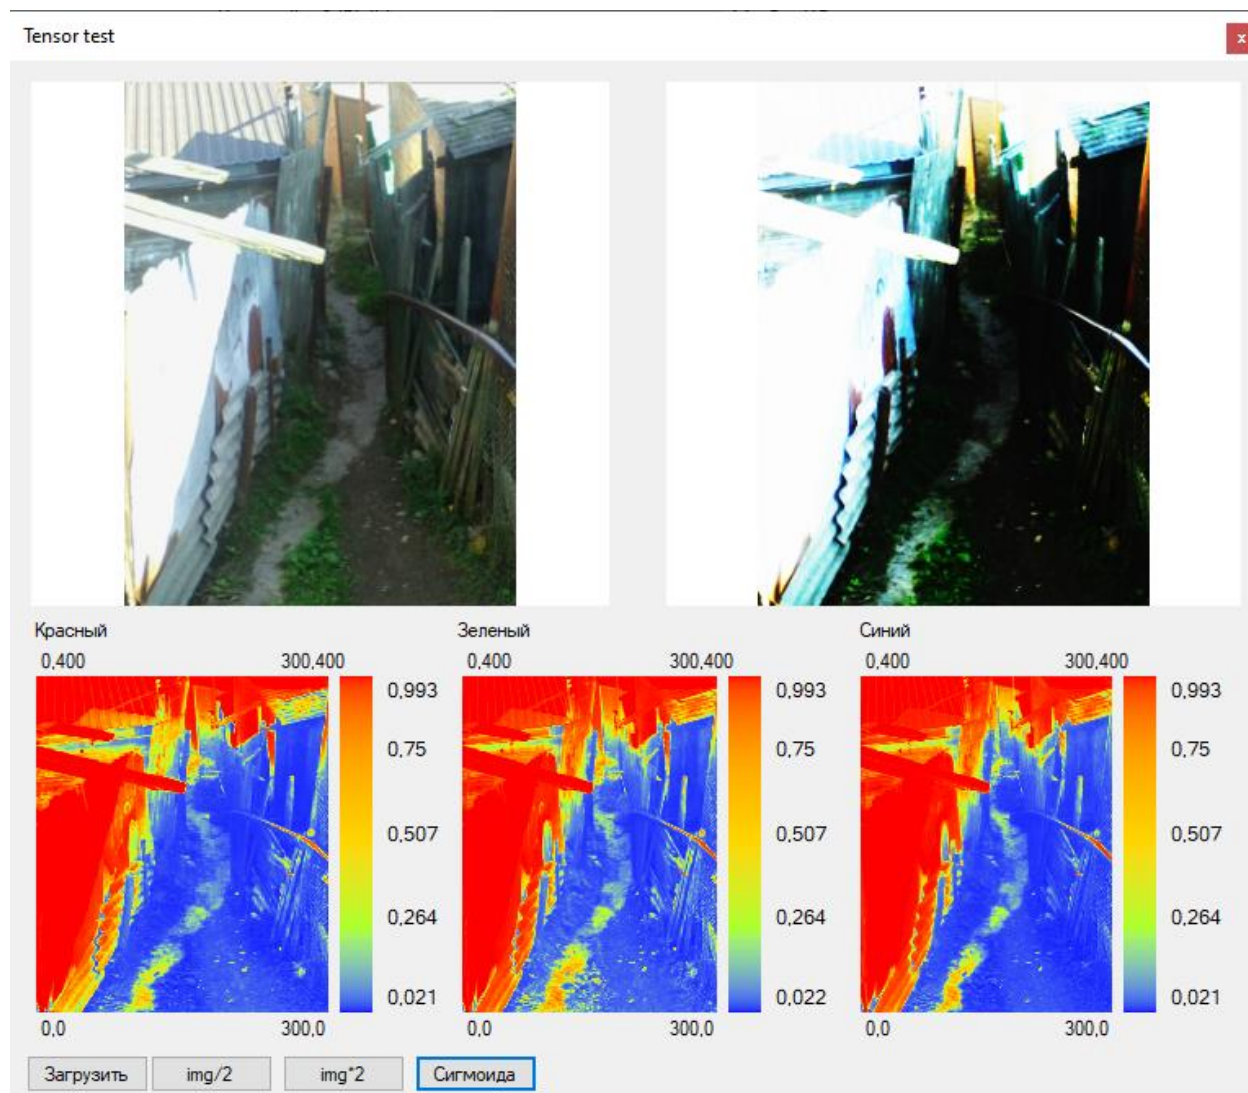 Tensor test
x
Красный Зеленый Синий
0,400 300,400 0,400 300,400 0,400 300,400
0,993 0,993 0,993
0,75 0,75 0,75
0,507 0,507 0,507
0,264 0,264 0,264
0,021 0,022 0,021
0,0 300,0 0,0 300,0 0,0 300,0
Загрузить img/2 img*2 Сигмоида